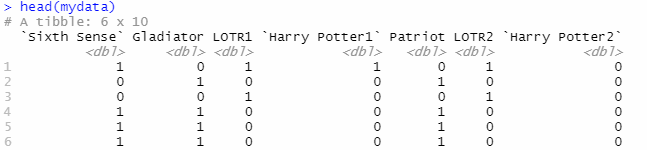 > head(mydata)
# A tibble: 6 x 10
`Sixth Sense` Gladiator LOTR1 `Harry Potter1` Patriot LOTR2 `Harry Potter2`
<dbl> <dbl> <dbl> <dbl> <dbl> <dbl> <dbl>
1 1 0 1 1 0 1 0
2 0 1 0 0 1 0 0
3 0 0 1 0 0 1 0
4 1 1 0 0 1 0 0
5 1 1 0 0 1 0 0
6 1 1 0 0 1 0 0